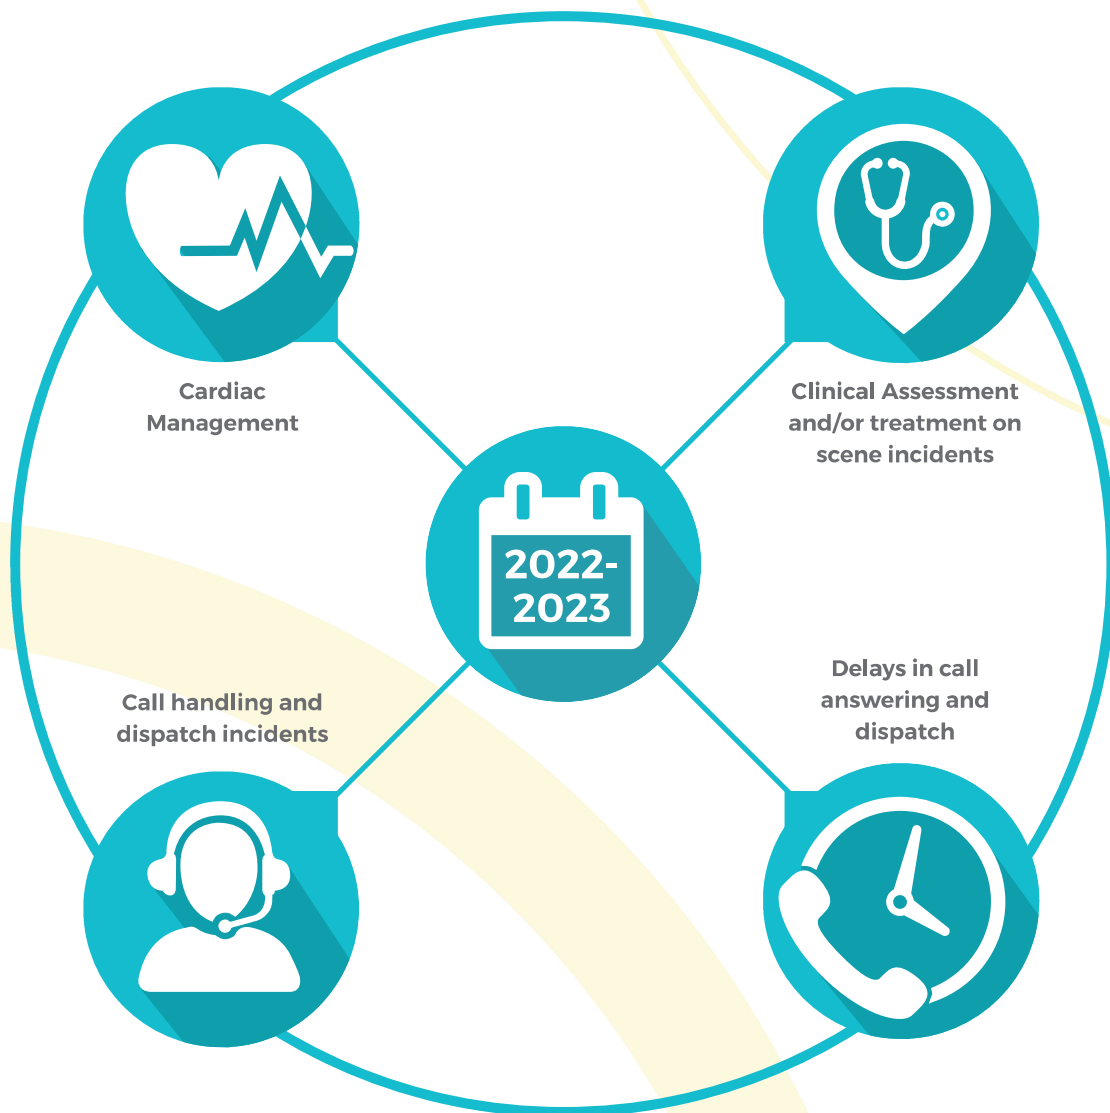 Cardiac
Management
Clinical Assessment
and/or treatment on
scene incidents
2022-
2023
Call handling and
dispatch incidents
Delays in call
answering and
dispatch